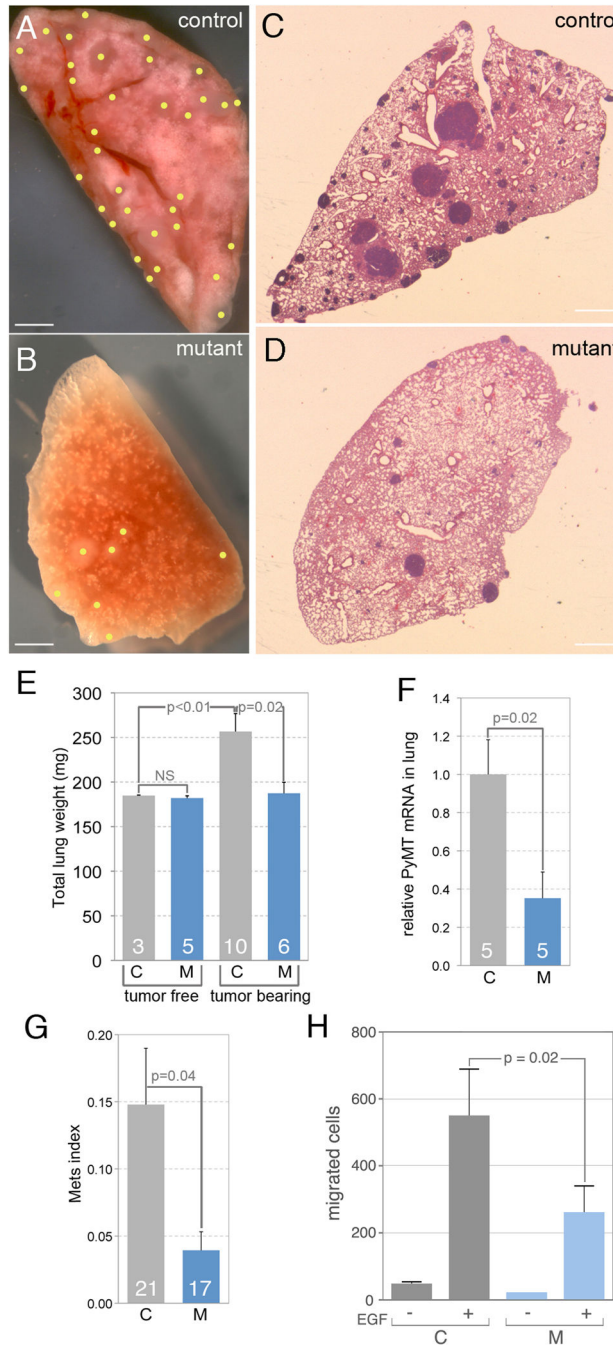 A control
C control
B mutant
D mutant
E
300
250
200
150
100
50
0
Total lung weight (mg)
p<0.01 p=0.02
NS
3 5 10 6
C M C M
tumor free tumor bearing
F
1.4
1.2
1.0
0.8
0.6
0.4
0.2
0.0
relative PyMT mRNA in lung
p=0.02
5 5
C M
G
0.20
0.15
0.10
0.05
0.00
Mets index
p=0.04
21 17
C M
H
800
600
400
200
0
migrated cells
p = 0.02
EGF - + - +
C M